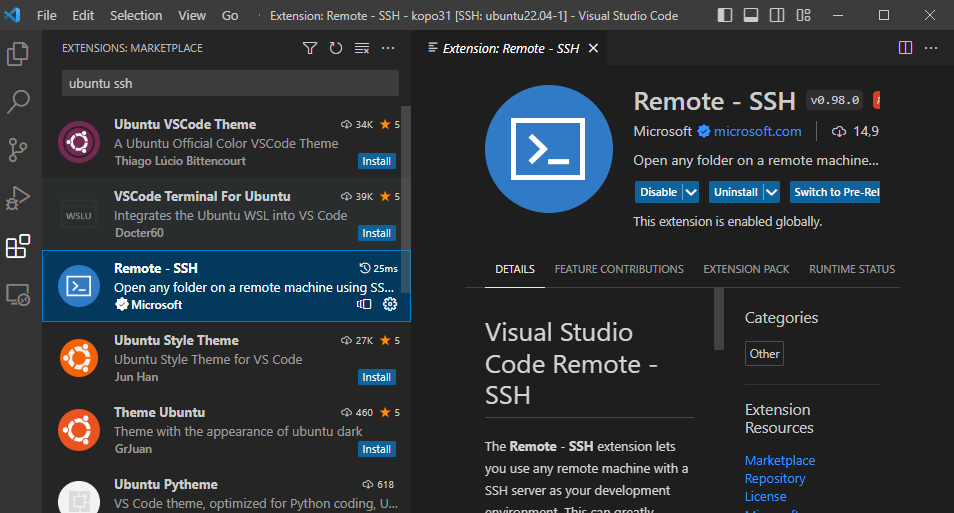 File Edit Selection View Go Extension: Remote - SSH - kopo31 [SSH: ubuntu22.04-1] - Visual Studio Code
EXTENSIONS: MARKETPLACE
ubuntu ssh
Ubuntu VSCode Theme 34K 5
A Ubuntu Official Color VSCode Theme
Thiago Lúcio Bittencourt Install
VSCode Terminal For Ubuntu 39K 5
WSLU
Integrates the Ubuntu WSL into VS Code
Docter60 Install
Remote - SSH 25ms
Open any folder on a remote machine using SS...
Microsoft
Ubuntu Style Theme 27K 5
Ubuntu Style Theme for VS Code
Jun Han Install
Theme Ubuntu 460 5
Theme with the appearance of ubuntu dark
GrJuan Install
Ubuntu Pytheme 618
VS Code theme, optimized for Python coding, U...
Extension: Remote - SSH
Remote - SSH v0.98.0
Microsoft microsoft.com 14,9
Open any folder on a remote machine...
Disable Uninstall Switch to Pre-Rel
This extension is enabled globally.
DETAILS FEATURE CONTRIBUTIONS EXTENSION PACK RUNTIME STATUS
Visual Studio
Code Remote -
SSH
The Remote - SSH extension lets
you use any remote machine with a
SSH server as your development
environment. This can greatly
Categories
Other
Extension
Resources
Marketplace
Repository
License
Microsoft